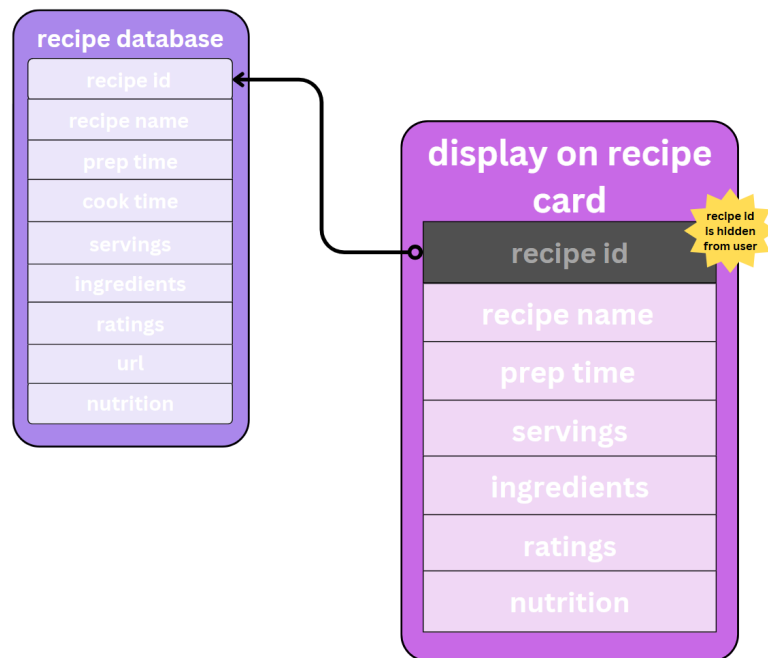 recipe database
recipe id
recipe name
prep time
cook time
servings
ingredients
ratings
url
nutrition
display on recipe
card
recipe id
is hidden
from user
recipe id
recipe name
prep time
servings
ingredients
ratings
nutrition